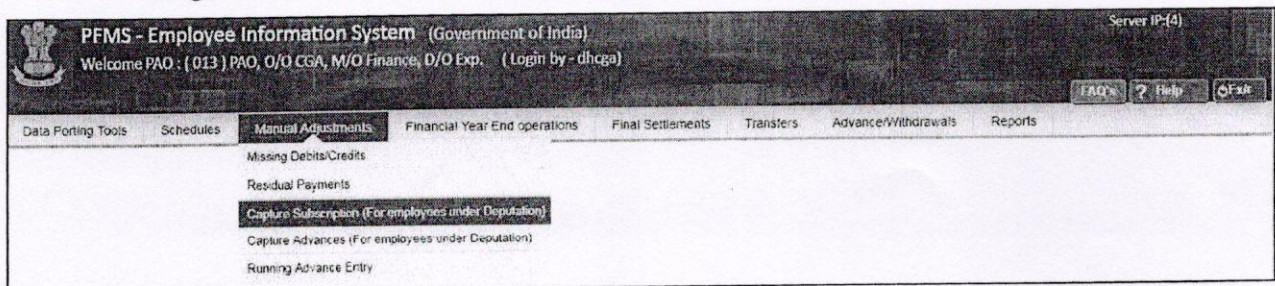 PFMS - Employee Information System (Government of India)
Server IP:(4)
Welcome PAO : ( 013 ) PAO, O/O CGA, M/O Finance, D/O Exp. ( Login by - dhcga)
FAQ's ? Help Exit
Data Porting Tools Schedules Manual Adjustments Financial Year End operations Final Settlements Transfers Advance/Withdrawals Reports
Missing Debits/Credits
Residual Payments
Capture Subscription (For employees under Deputation)
Capture Advances (For employees under Deputation)
Running Advance Entry